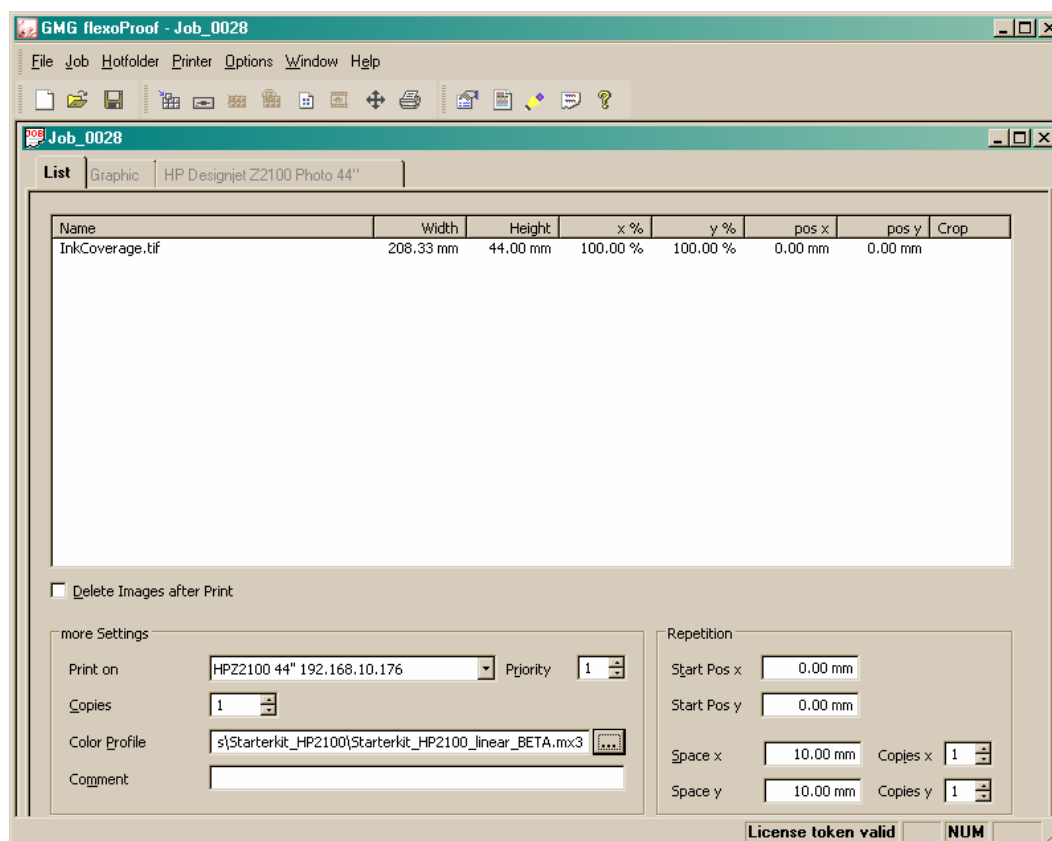 GMG flexoProof - Job_0028
File Job Hotfolder Printer Options Window Help
JOB Job_0028
List Graphic HP Designjet Z2100 Photo 44''
Name Width Height x % y % pos x pos y Crop
InkCoverage.tif 208.33 mm 44.00 mm 100.00 % 100.00 % 0.00 mm 0.00 mm
Delete Images after Print
more Settings
Print on HPZ2100 44" 192.168.10.176 Priority 1
Copies 1
Color Profile s\Starterkit_HP2100\Starterkit_HP2100_linear_BETA.mx3 ...
Comment
Repetition
Start Pos x 0.00 mm
Start Pos y 0.00 mm
Space x 10.00 mm Copies x 1
Space y 10.00 mm Copies y 1
License token valid NUM